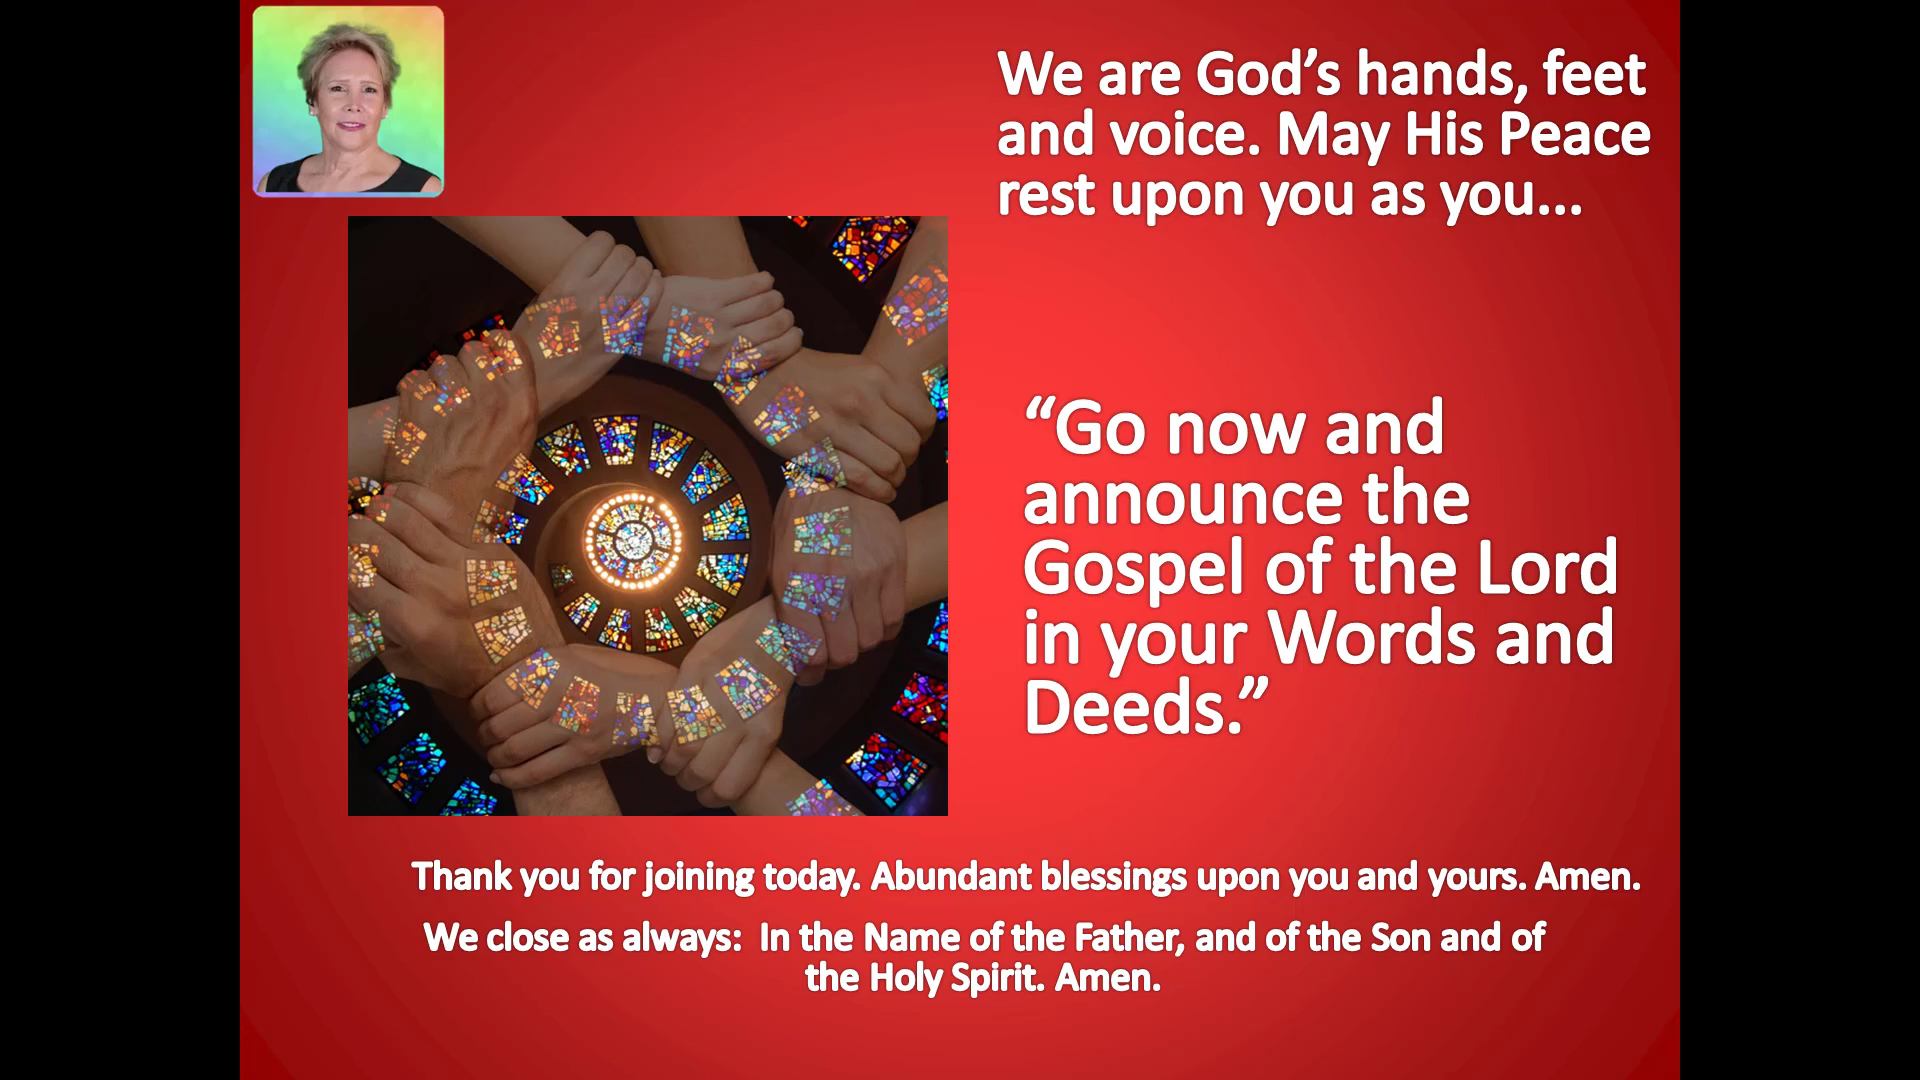 We are God’s hands, feet
and voice. May His Peace
rest upon you as you...
“Go now and
announce the
Gospel of the Lord
in your Words and
Deeds.”
Thank you for joining today. Abundant blessings upon you and yours. Amen.
We close as always:  In the Name of the Father, and of the Son and of
the Holy Spirit. Amen.